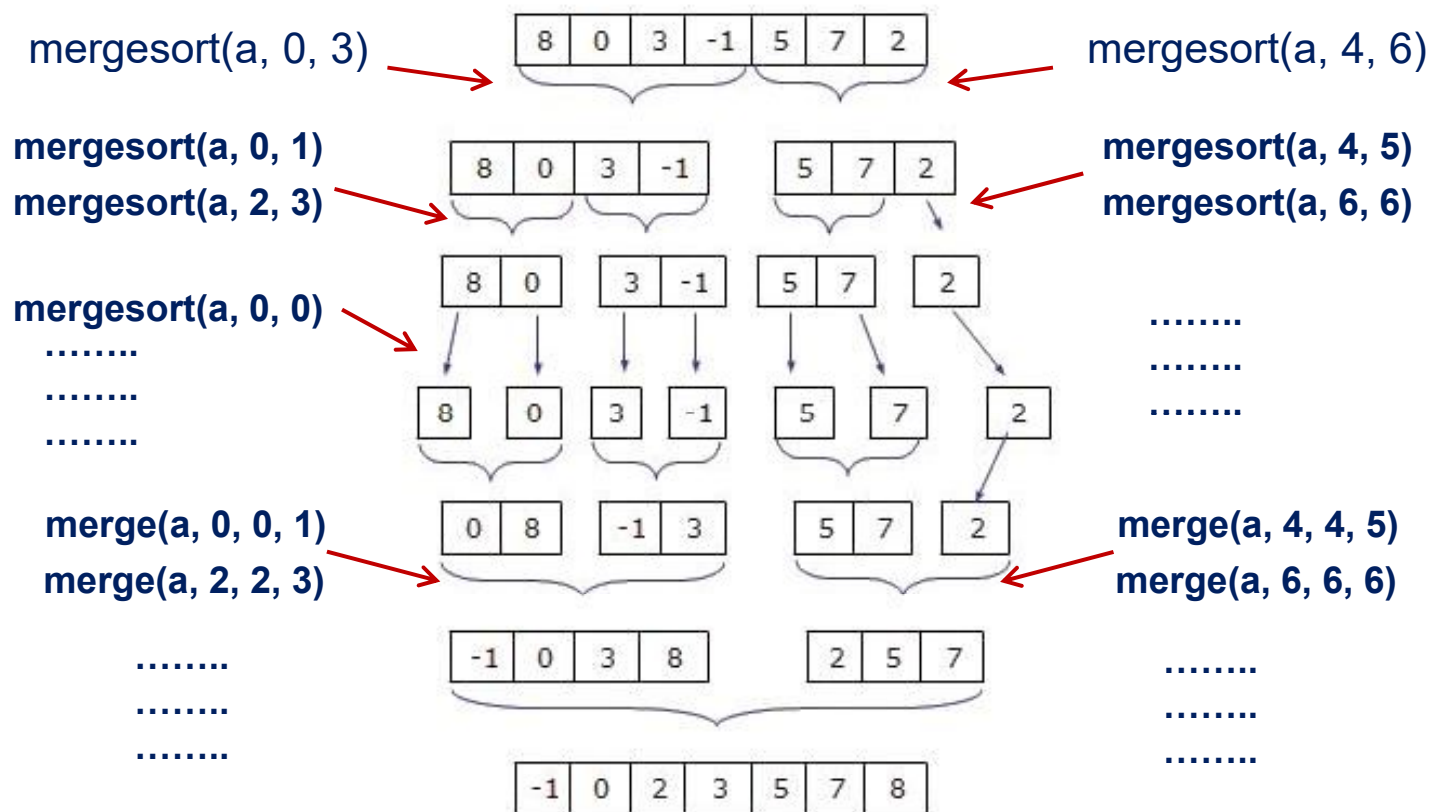 mergesort(a, 0, 3)
8 0 3 -1 5 7 2
mergesort(a, 4, 6)
mergesort(a, 0, 1)
mergesort(a, 2, 3)
8 0 3 -1
5 7 2
mergesort(a, 4, 5)
mergesort(a, 6, 6)
mergesort(a, 0, 0)
……..
……..
……..
8 0
3 -1
5 7
2
……..
……..
……..
8
0
3
-1
5
7
2
merge(a, 0, 0, 1)
merge(a, 2, 2, 3)
0 8
-1 3
5 7
2
merge(a, 4, 4, 5)
merge(a, 6, 6, 6)
……..
……..
……..
-1 0 3 8
2 5 7
……..
……..
……..
-1 0 2 3 5 7 8